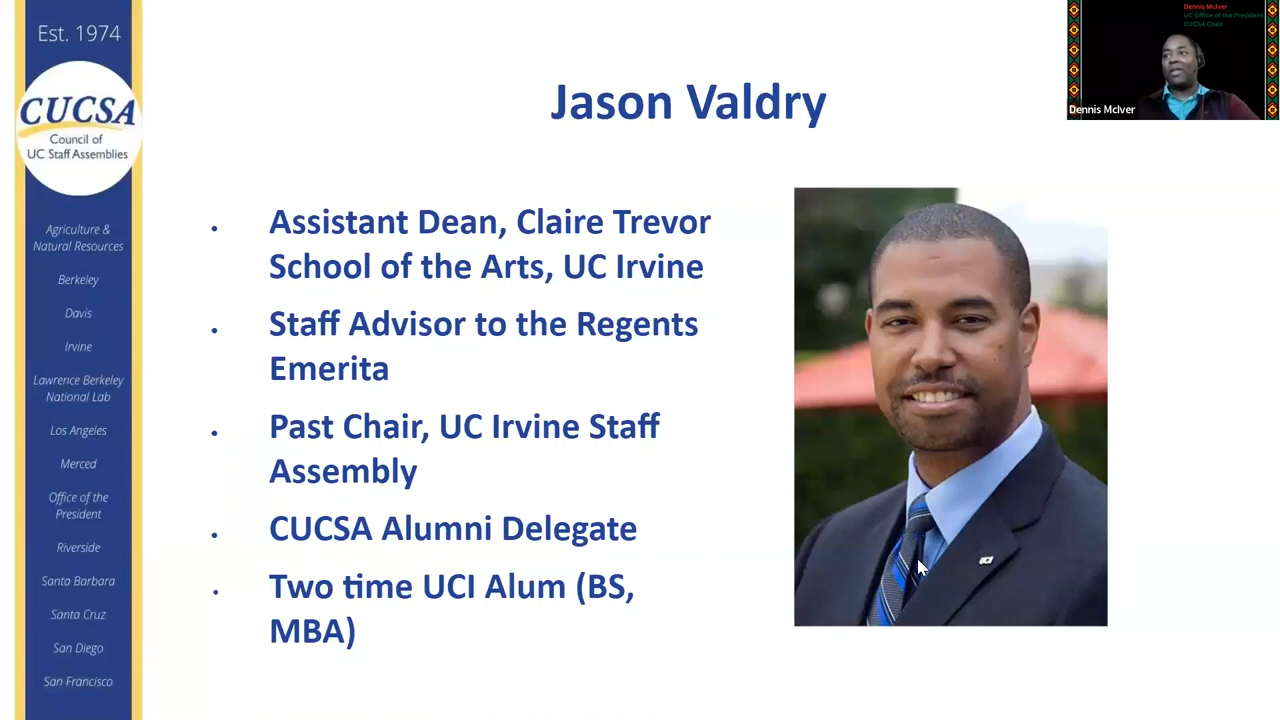 Est. 1974
CUCSA
Council of
UC Staff Assemblies
Agriculture &
Natural Resources
Berkeley
Davis
Irvine
Lawrence Berkeley
National Lab
Los Angeles
Merced
Office of the
President
Riverside
Santa Barbara
Santa Cruz
San Diego
San Francisco
Jason Valdry
• Assistant Dean, Claire Trevor
School of the Arts, UC Irvine
• Staff Advisor to the Regents
Emerita
• Past Chair, UC Irvine Staff
Assembly
• CUCSA Alumni Delegate
• Two time UCI Alum (BS,
MBA)
UCI
Dennis McIver
UC Office of the President
CUCSA Chair
Dennis McIver